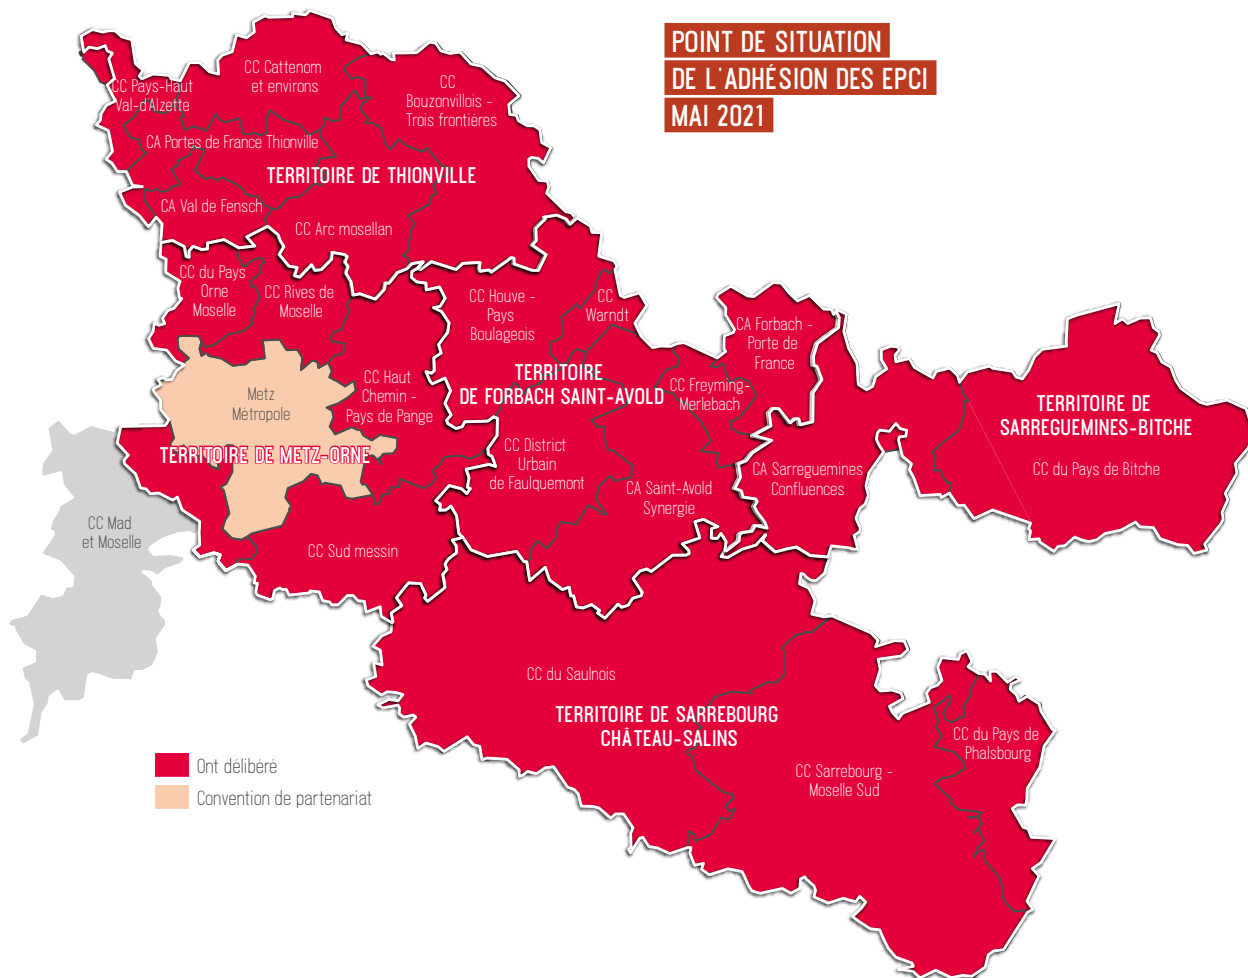 POINT DE SITUATION
DE L'ADHÉSION DES EPCI
MAI 2021
CC Pays-Haut
Val-d'Alzette
CC Cattenom
et environs
CC
Bouzonvillois -
Trois frontières
CA Portes de France Thionville
TERRITOIRE DE THIONVILLE
CA Val de Fensch
CC Arc mosellan
CC du Pays
Orne
Moselle
CC Rives de
Moselle
CC Houve -
Pays
Boulageois
CC
Warndt
CA Forbach -
Porte de
France
Metz
Métropole
CC Haut
Chemin -
Pays de Pange
TERRITOIRE
DE FORBACH SAINT-AVOLD
CC Freyming-
Merlebach
TERRITOIRE DE
SARREGUEMINES-BITCHE
TERRITOIRE DE METZ-ORNE
CC District
Urbain
de Faulquemont
CA Saint-Avold
Synergie
CA Sarreguemines
Confluences
CC du Pays de Bitche
CC Mad
et Moselle
CC Sud messin
CC du Saulnois
TERRITOIRE DE SARREBOURG
CHÂTEAU-SALINS
CC du Pays de
Phalsbourg
CC Sarrebourg -
Moselle Sud
Ont délibéré
Convention de partenariat